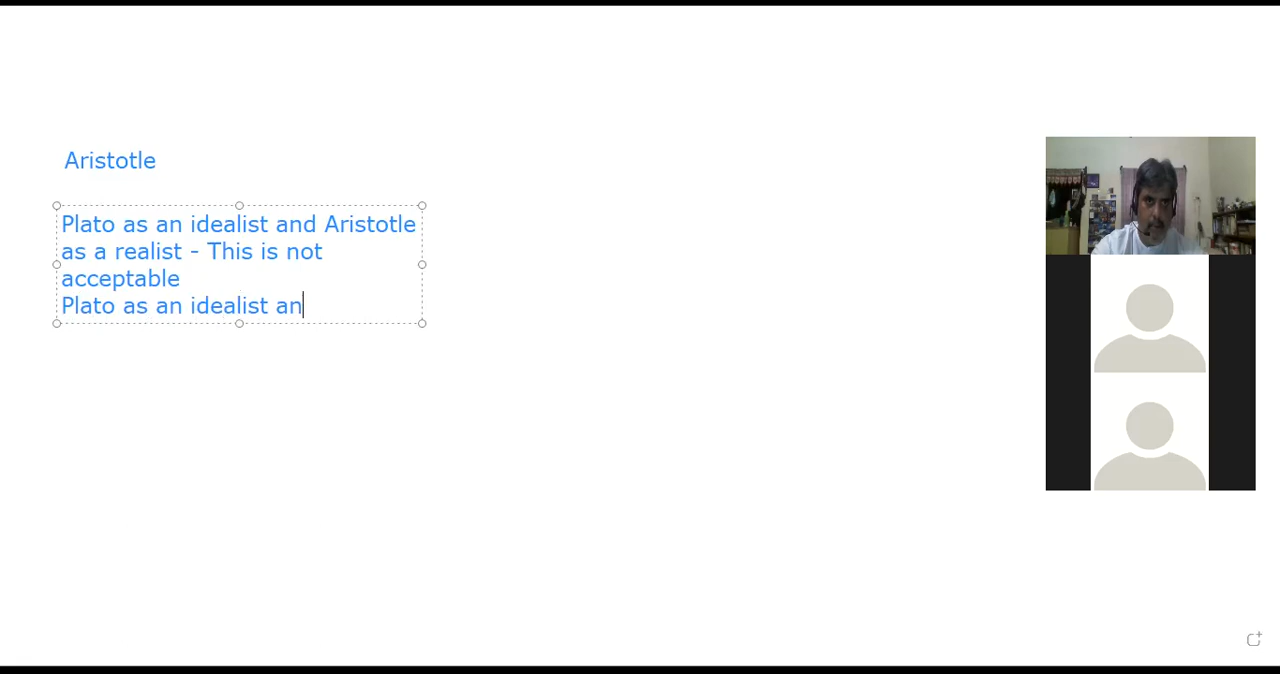 Aristotle
Plato as an idealist and Aristotle
as a realist - This is not
acceptable
Plato as an idealist an